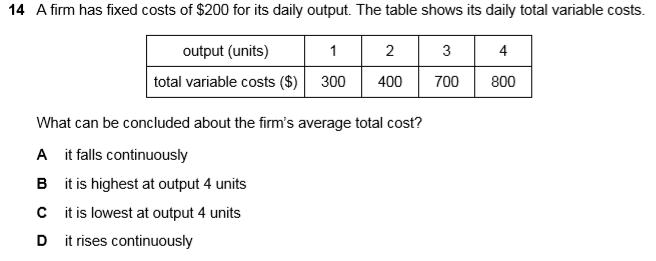 14 A firm has fixed costs of $200 for its daily output. The table shows its daily total variable costs.
output (units) 1 2 3 4
total variable costs ($) 300 400 700 800
What can be concluded about the firm's average total cost?
A it falls continuously
B it is highest at output 4 units
C it is lowest at output 4 units
D it rises continuously